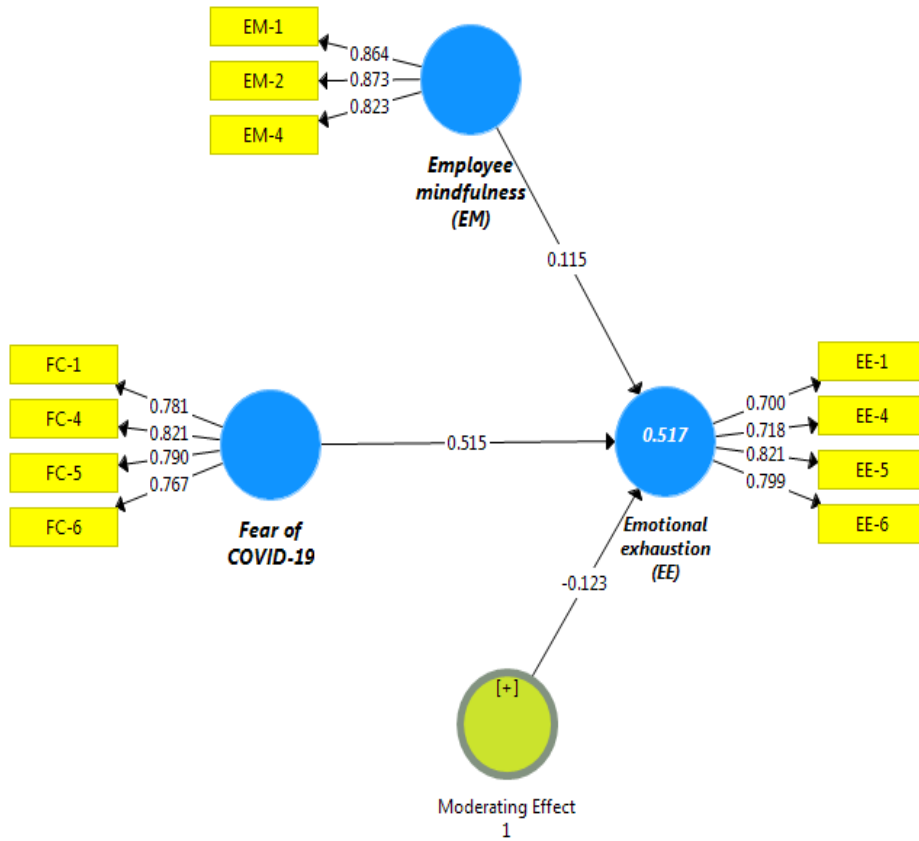 EM-1
0.864
EM-2
0.873
EM-4
0.823
Employee
mindfulness
(EM)
0.115
FC-1
0.781
FC-4
0.821
FC-5
0.790
FC-6
0.767
Fear of
COVID-19
0.515
0.517
EE-1
0.700
EE-4
0.718
EE-5
0.821
EE-6
0.799
Emotional
exhaustion
(EE)
-0.123
[+]
Moderating Effect
1